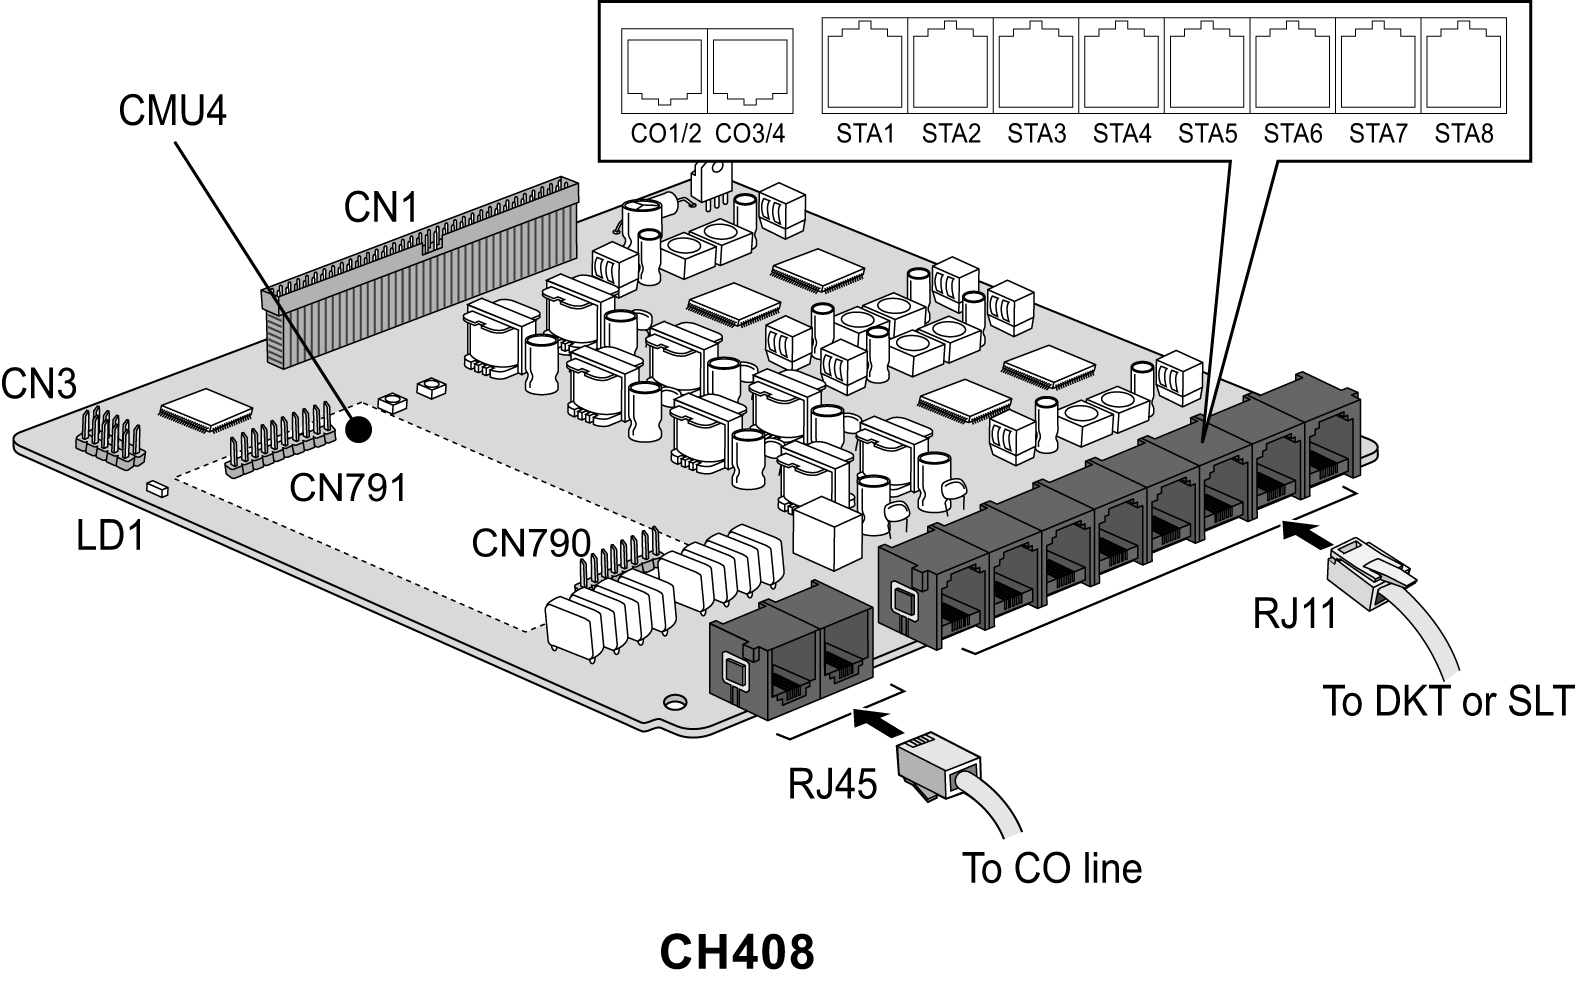 CO1/2 CO3/4 STA1 STA2 STA3 STA4 STA5 STA6 STA7 STA8
CMU4
CN1
CN3
CN791
LD1
CN790
RJ11
To DKT or SLT
RJ45
To CO line
CH408